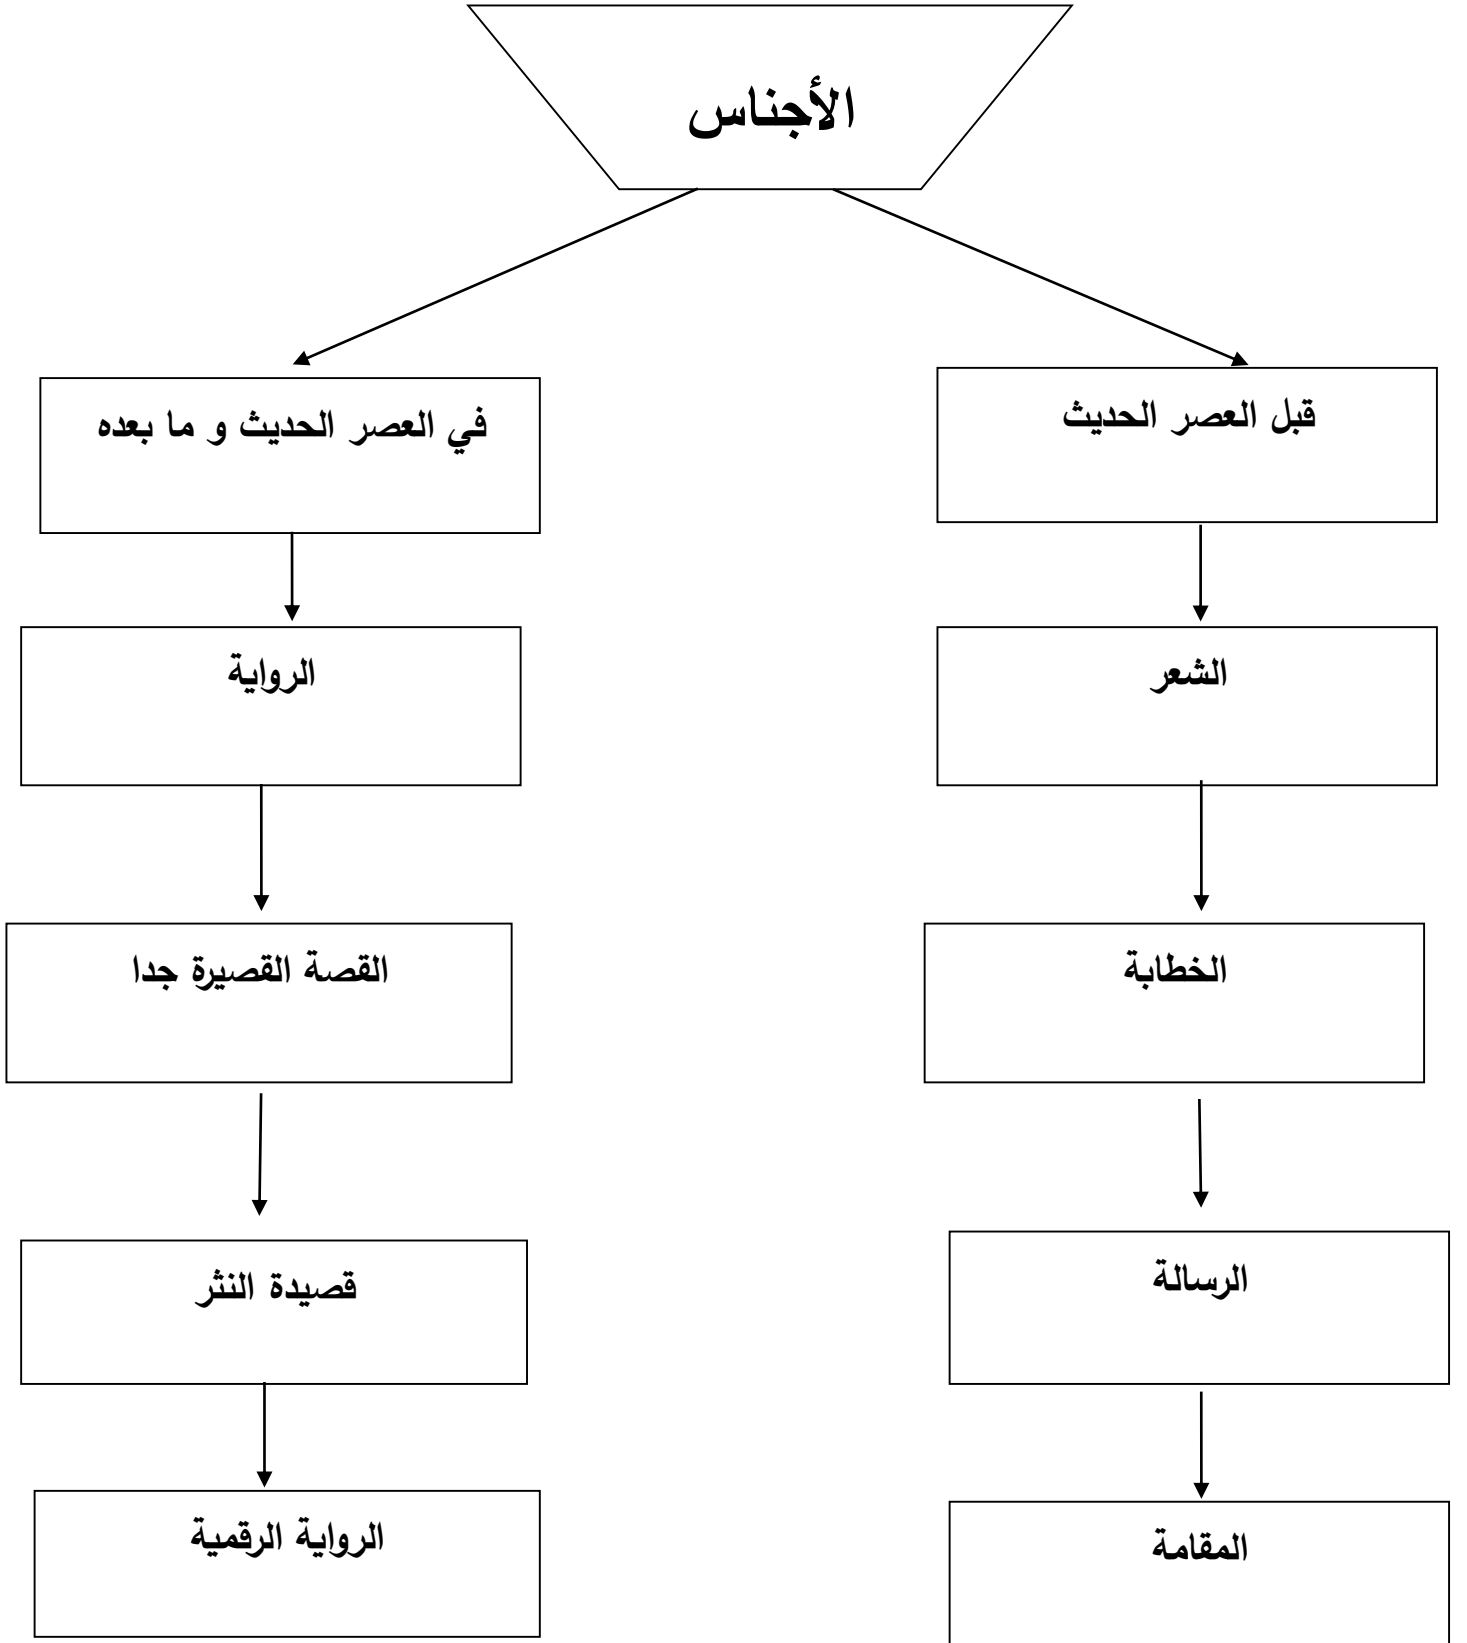 الأجناس
قبل العصر الحديث
في العصر الحديث و ما بعده
الشعر
الرواية
الخطابة
القصة القصيرة جدا
الرسالة
قصيدة النثر
المقامة
الرواية الرقمية